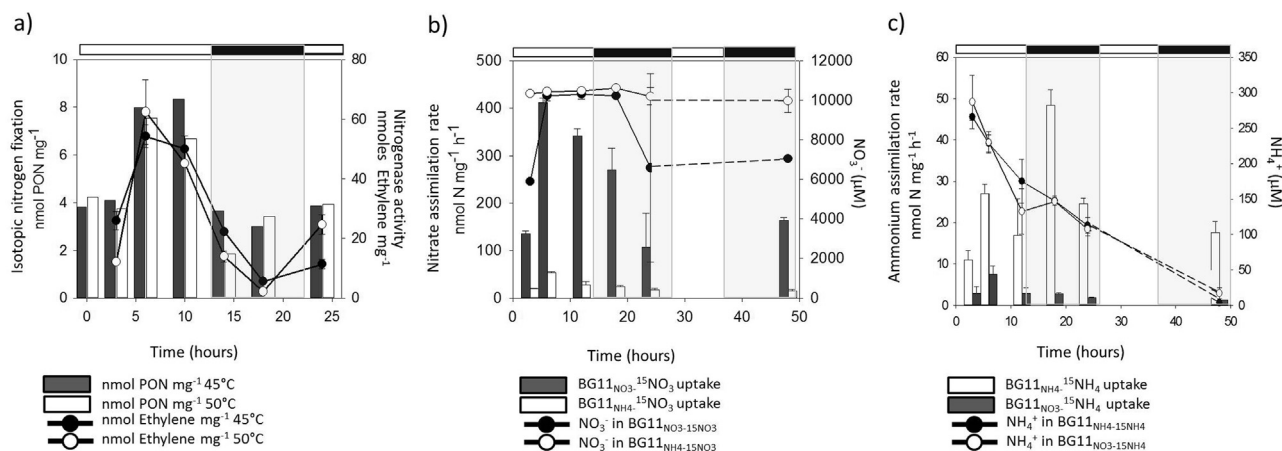 a)
10
8
6
4
2
0
Isotopic nitrogen fixation
nmol PON mg⁻¹
80
60
40
20
0
Nitrogenase activity
nmoles Ethylene mg⁻¹
0 5 10 15 20 25
Time (hours)
nmol PON mg⁻¹ 45°C
nmol PON mg⁻¹ 50°C
nmol Ethylene mg⁻¹ 45°C
nmol Ethylene mg⁻¹ 50°C
b)
500
400
300
200
100
0
Nitrate assimilation rate
nmol N mg⁻¹ h⁻¹
12000
10000
8000
6000
4000
2000
0
NO₃⁻
(µM)
0 10 20 30 40 50
Time (hours)
BG11NO3-¹⁵NO₃ uptake
BG11NH4-¹⁵NO₃ uptake
NO₃⁻ in BG11NO3-15NO3
NO₃⁻ in BG11NH4-15NO3
c)
60
50
40
30
20
10
0
Ammonium assimilation rate
nmol N mg⁻¹ h⁻¹
350
300
250
200
150
100
50
0
NH₄⁺
(µM)
0 10 20 30 40 50
Time (hours)
BG11NH4-¹⁵NH₄ uptake
BG11NO3-¹⁵NH₄ uptake
NH₄⁺ in BG11NH4-15NH4
NH₄⁺ in BG11NO3-15NH4